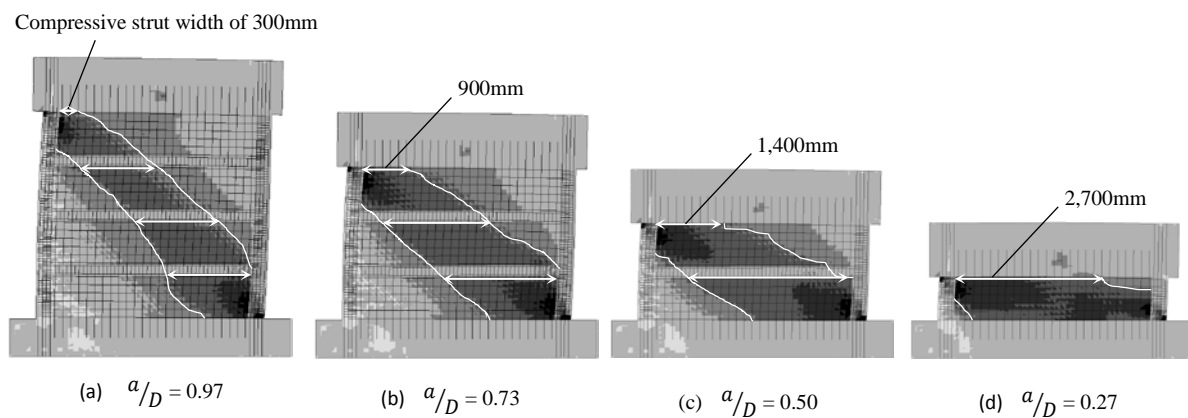 Compressive strut width of 300mm
900mm
1,400mm
2,700mm
(a) a/D = 0.97
(b) a/D = 0.73
(c) a/D = 0.50
(d) a/D = 0.27